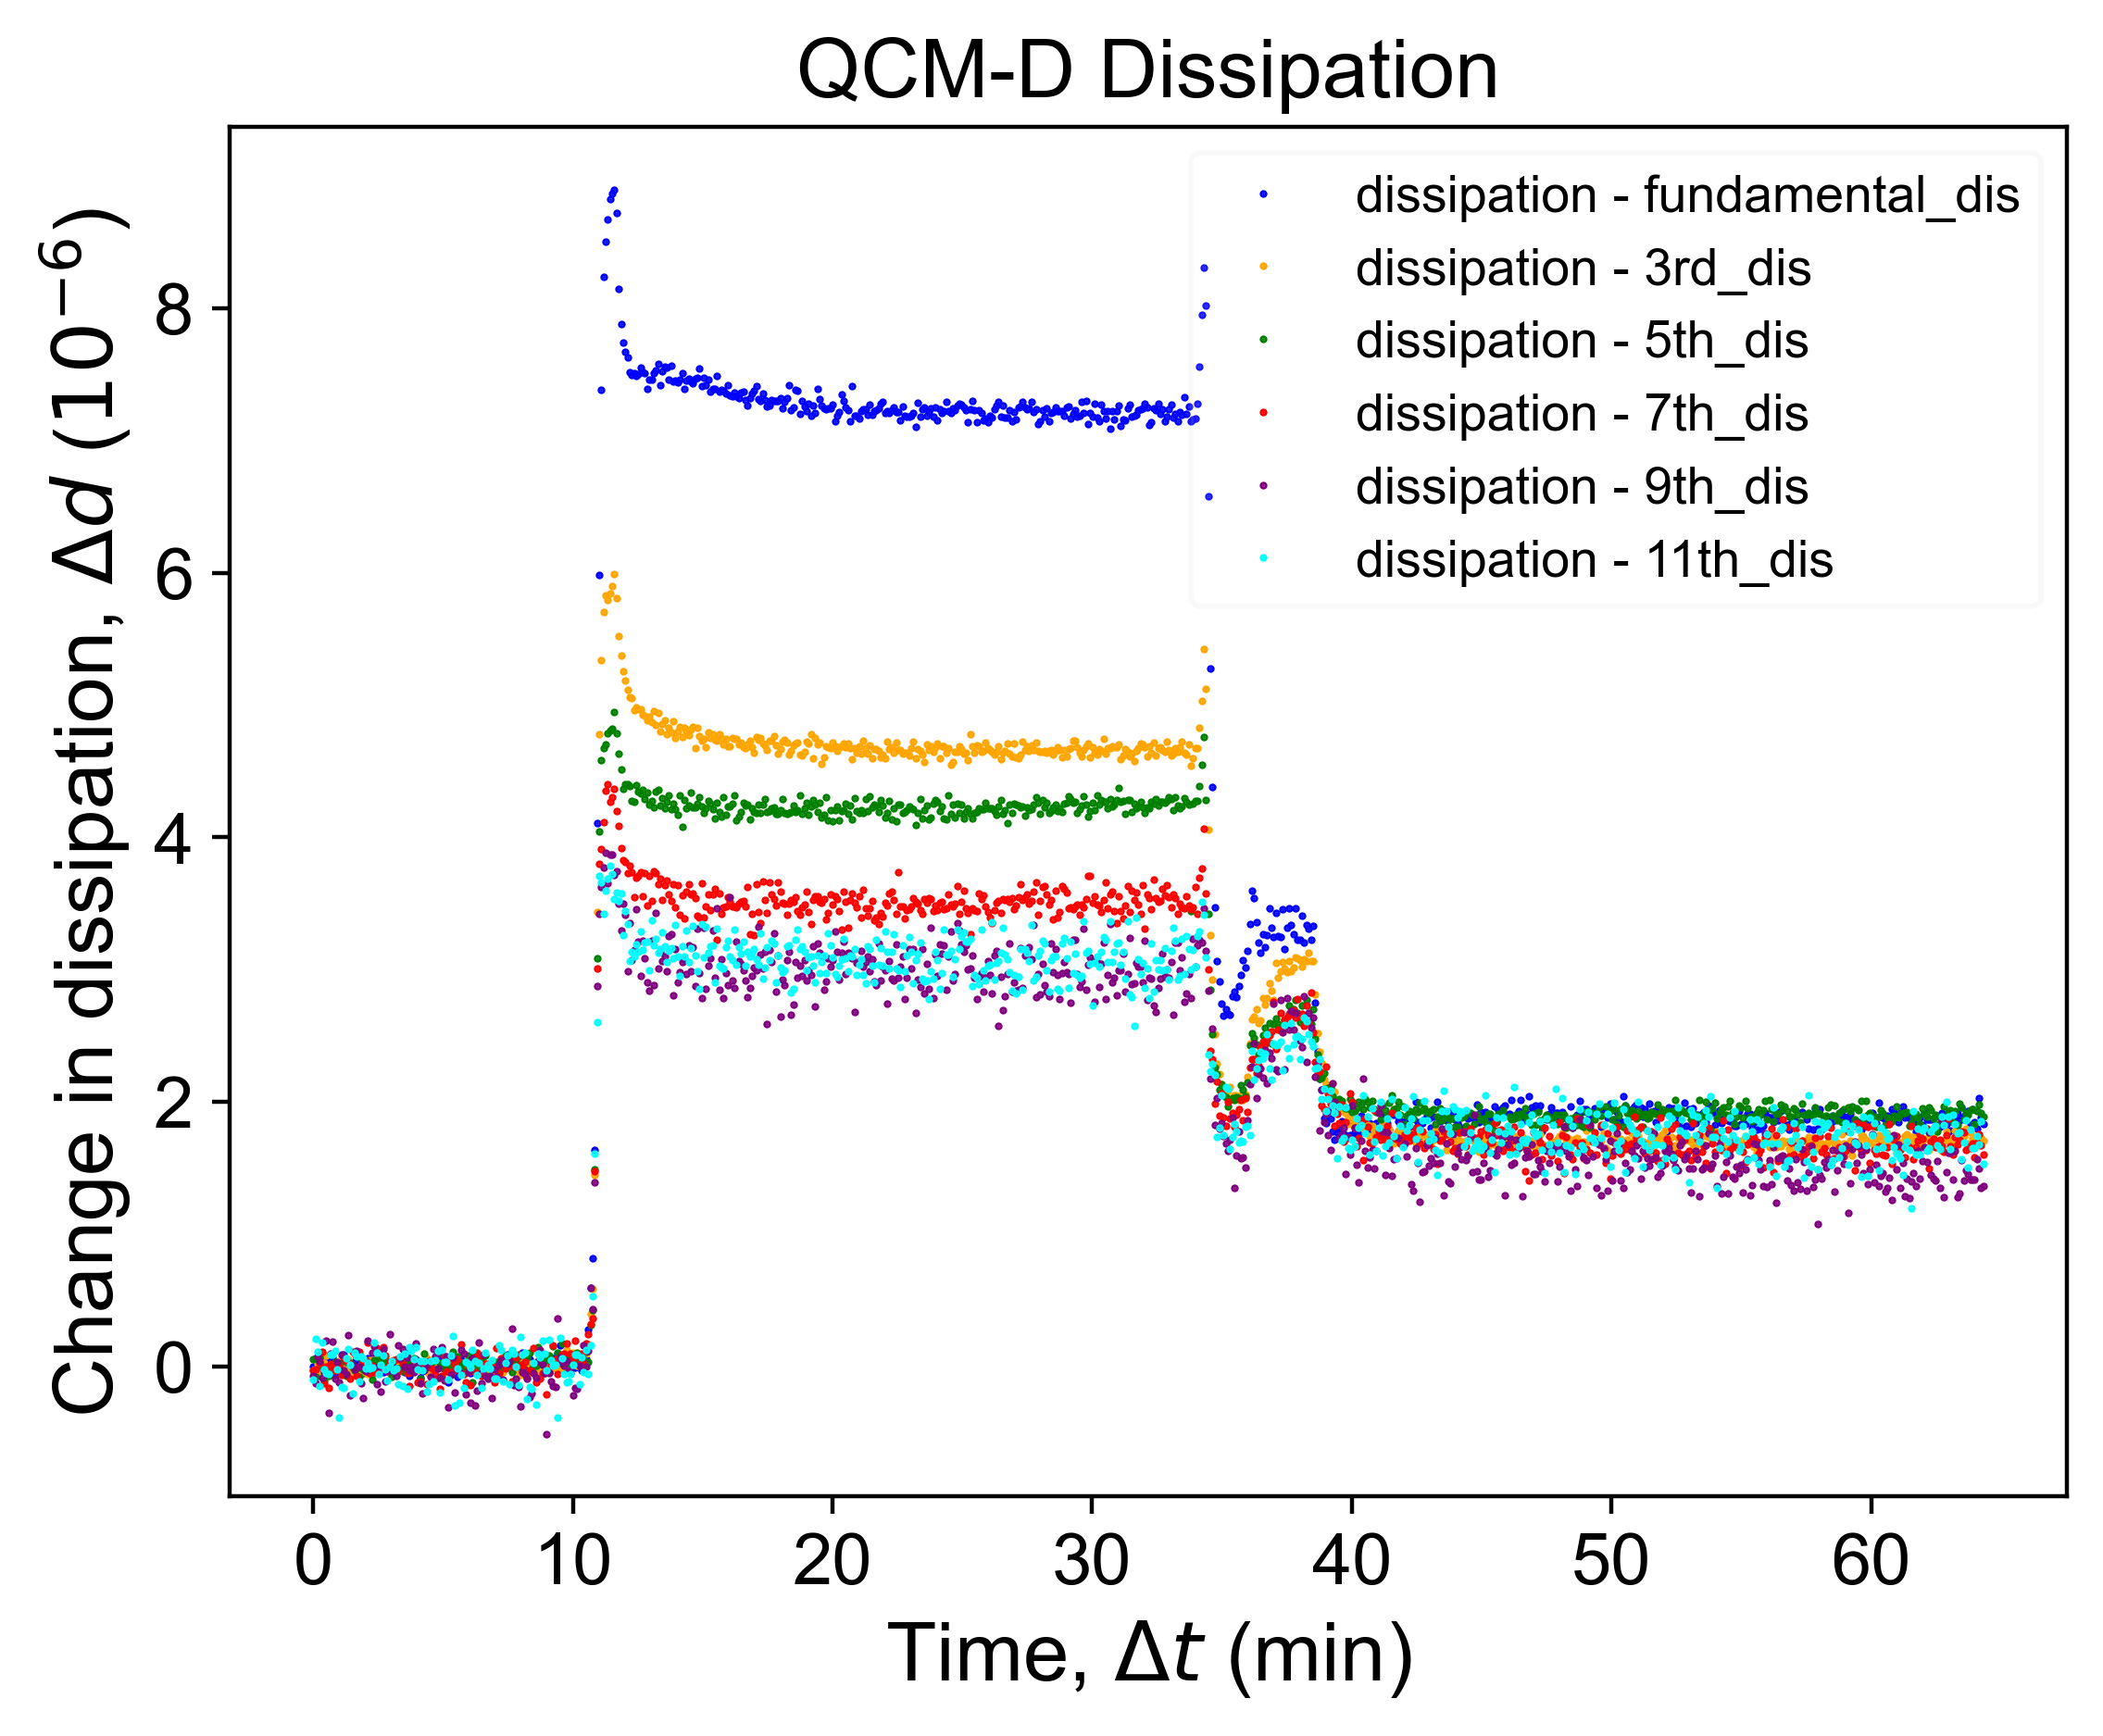 QCM-D Dissipation
Change in dissipation, Δd (10⁻⁶)
8
6
4
2
0
dissipation - fundamental_dis
dissipation - 3rd_dis
dissipation - 5th_dis
dissipation - 7th_dis
dissipation - 9th_dis
dissipation - 11th_dis
0 10 20 30 40 50 60
Time, Δt (min)